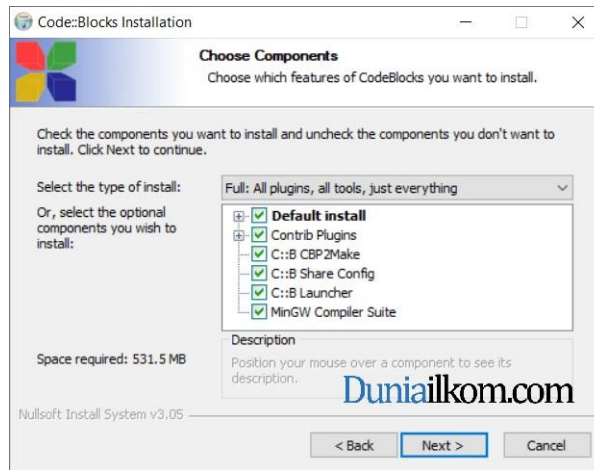 Code::Blocks Installation
Choose Components
Choose which features of CodeBlocks you want to install.
Check the components you want to install and uncheck the components you don't want to
install. Click Next to continue.
Select the type of install:
Full: All plugins, all tools, just everything
Or, select the optional
components you wish to
install:
Default install
Contrib Plugins
C::B CBP2Make
C::B Share Config
C::B Launcher
MinGW Compiler Suite
Space required: 531.5 MB
Description
Position your mouse over a component to see its
description.
Duniailkom.com
Nullsoft Install System v3.05
< Back
Next >
Cancel